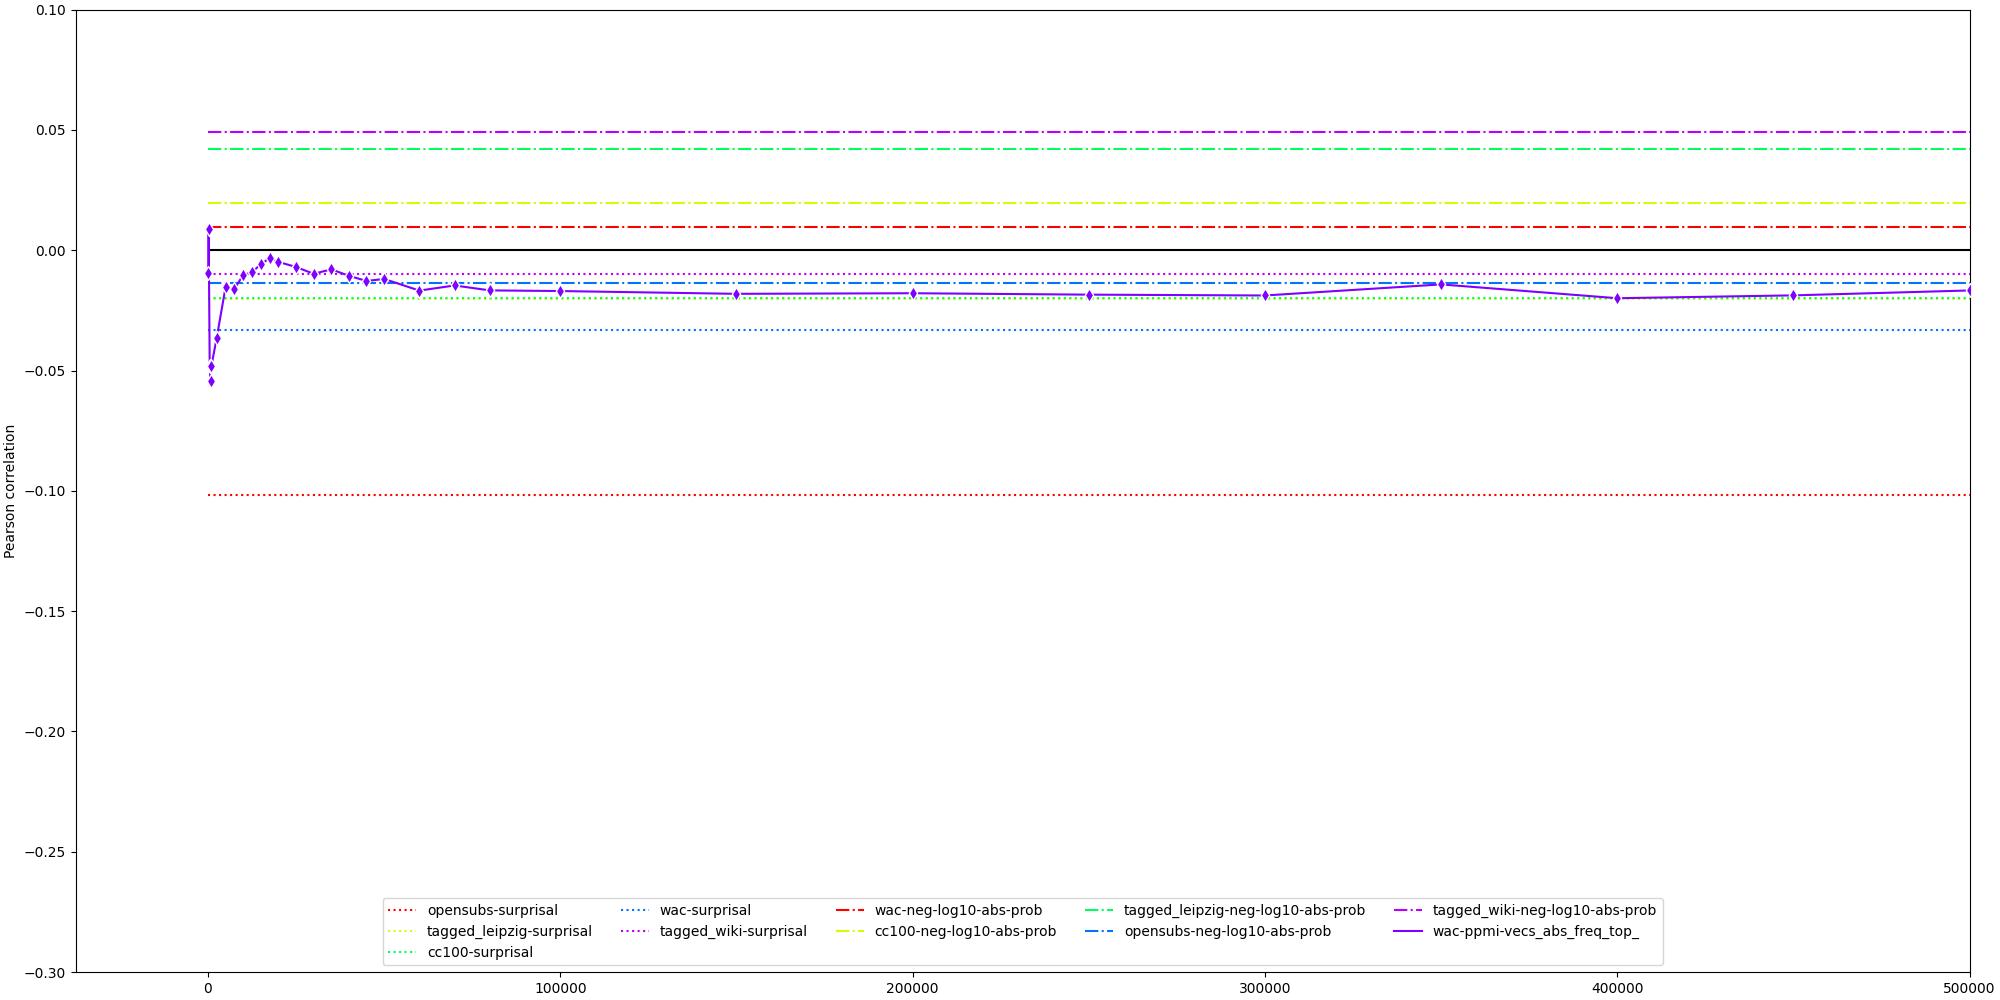 0.10
0.05
0.00
−0.05
−0.10
−0.15
−0.20
−0.25
−0.30
Pearson correlation
opensubs-surprisal
tagged_leipzig-surprisal
cc100-surprisal
wac-surprisal
tagged_wiki-surprisal
wac-neg-log10-abs-prob
cc100-neg-log10-abs-prob
tagged_leipzig-neg-log10-abs-prob
opensubs-neg-log10-abs-prob
tagged_wiki-neg-log10-abs-prob
wac-ppmi-vecs_abs_freq_top_
0 100000 200000 300000 400000 500000